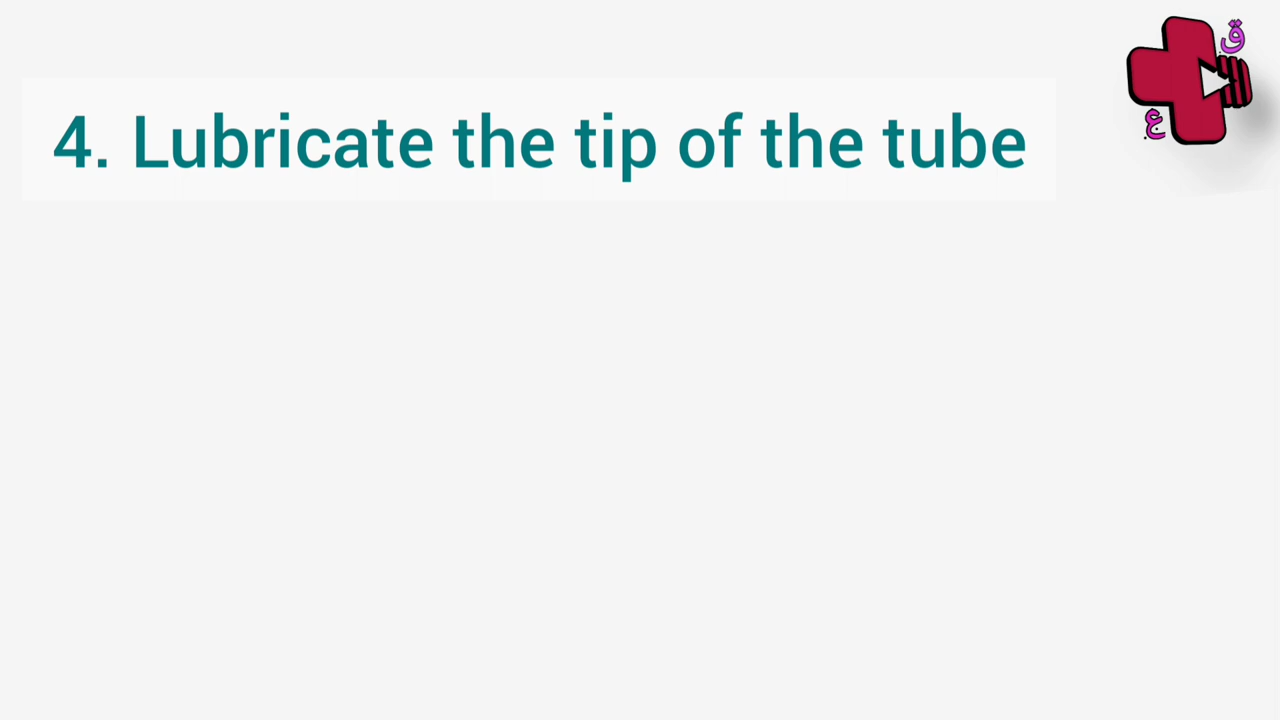 4. Lubricate the tip of the tube
ق
ع